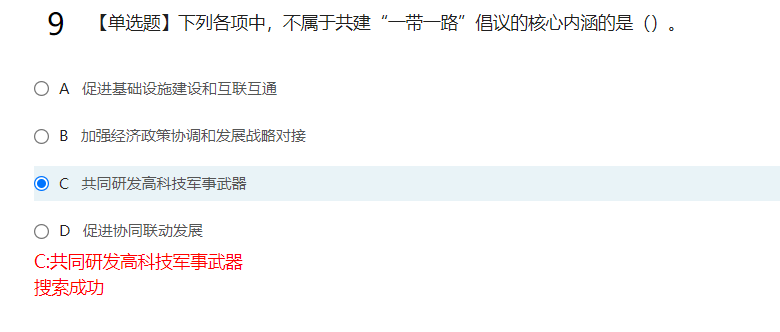 9 【单选题】下列各项中，不属于共建“一带一路”倡议的核心内涵的是（）。
A 促进基础设施建设和互联互通
B 加强经济政策协调和发展战略对接
C 共同研发高科技军事武器
D 促进协同联动发展
C:共同研发高科技军事武器
搜索成功